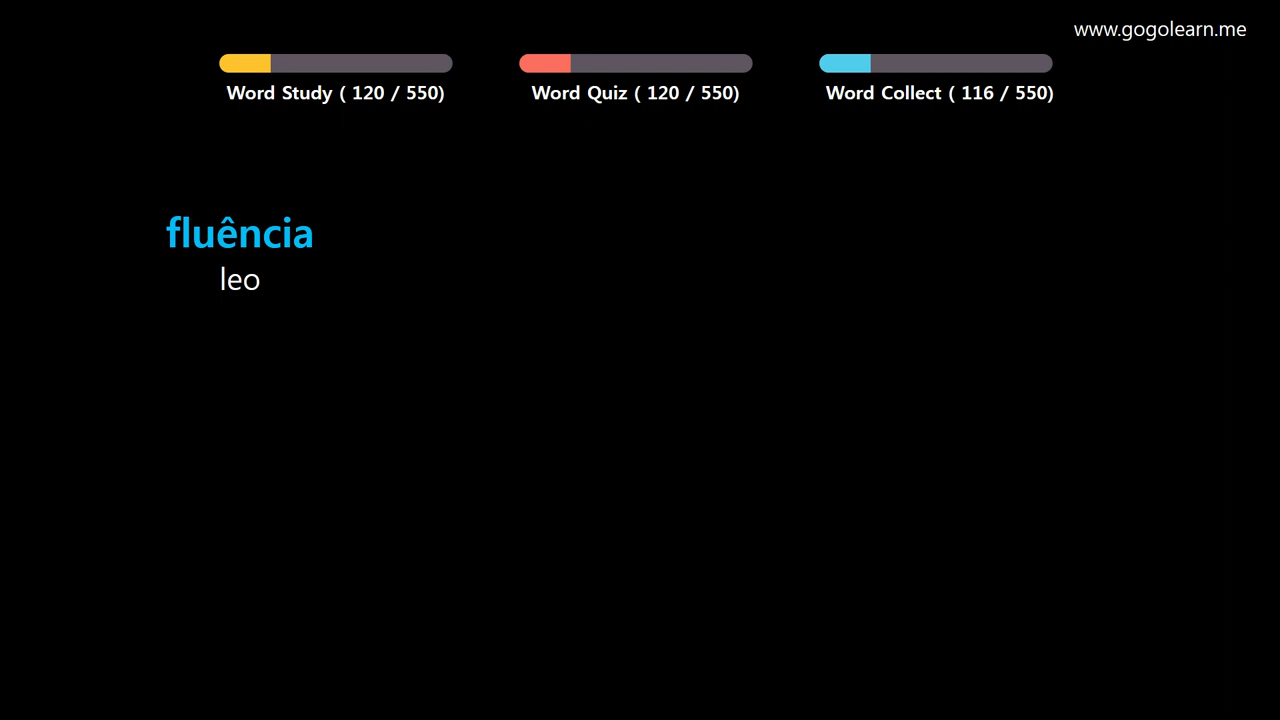 www.gogolearn.me
Word Study ( 120 / 550)
Word Quiz ( 120 / 550)
Word Collect ( 116 / 550)
fluência
leo